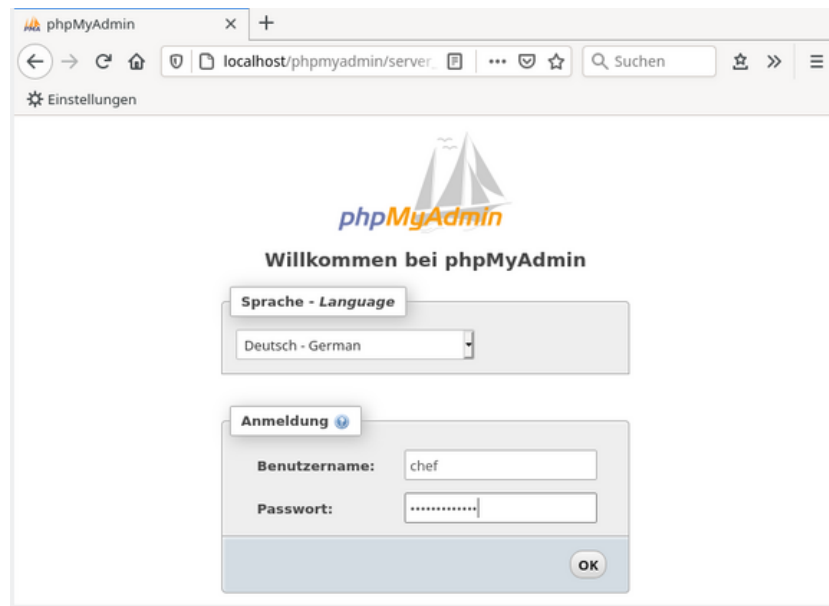 phpMyAdmin
localhost/phpmyadmin/server_
Suchen
Einstellungen
phpMyAdmin
Willkommen bei phpMyAdmin
Sprache - Language
Deutsch - German
Anmeldung
Benutzername: chef
Passwort: •••••••••••••
OK